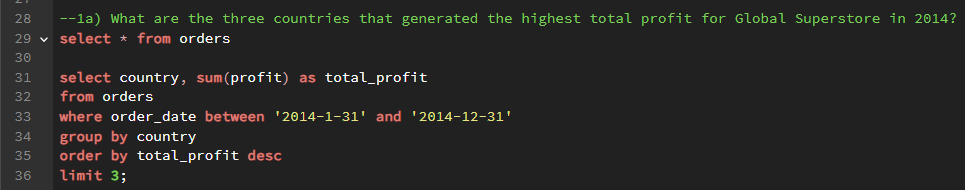 28 --1a) What are the three countries that generated the highest total profit for Global Superstore in 2014?
29 select * from orders
30
31 select country, sum(profit) as total_profit
32 from orders
33 where order_date between '2014-1-31' and '2014-12-31'
34 group by country
35 order by total_profit desc
36 limit 3;